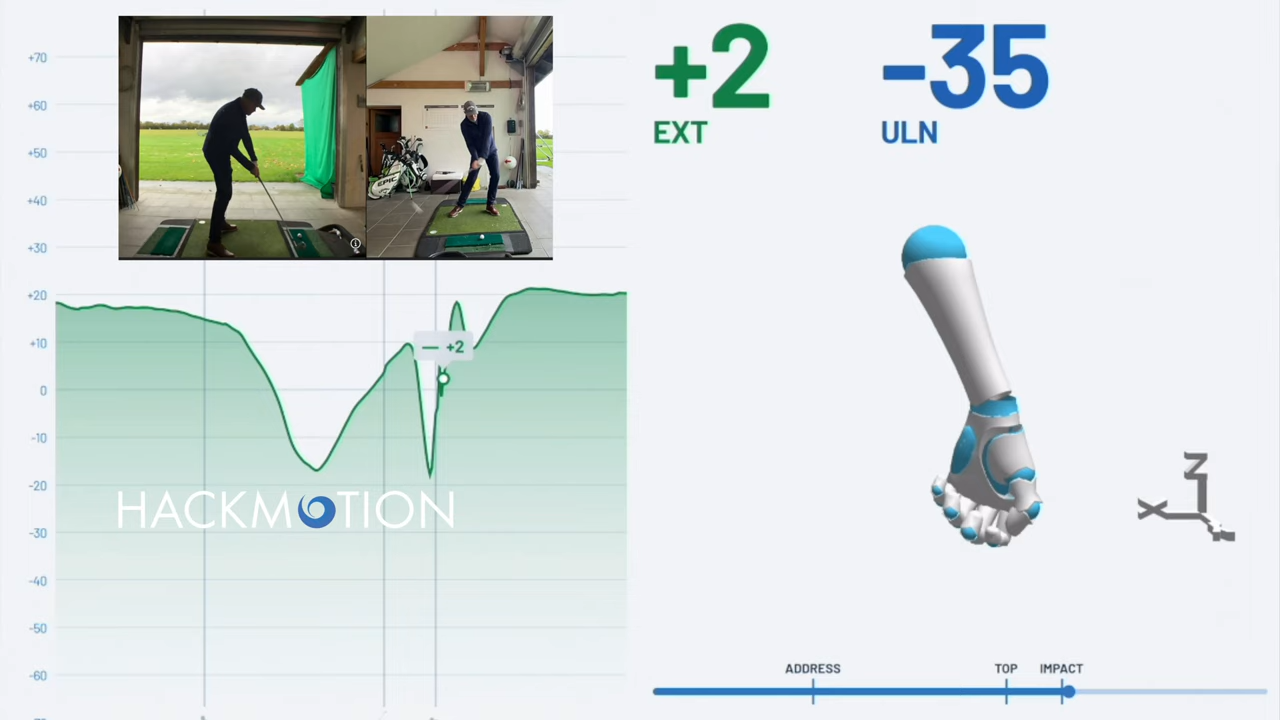 +70
+60
+50
+40
+30
+20
+10
0
-10
-20
-30
-40
-50
-60
EPIC
+2
HACKMOTION
+2
EXT
-35
ULN
Z
X
ADDRESS
TOP
IMPACT